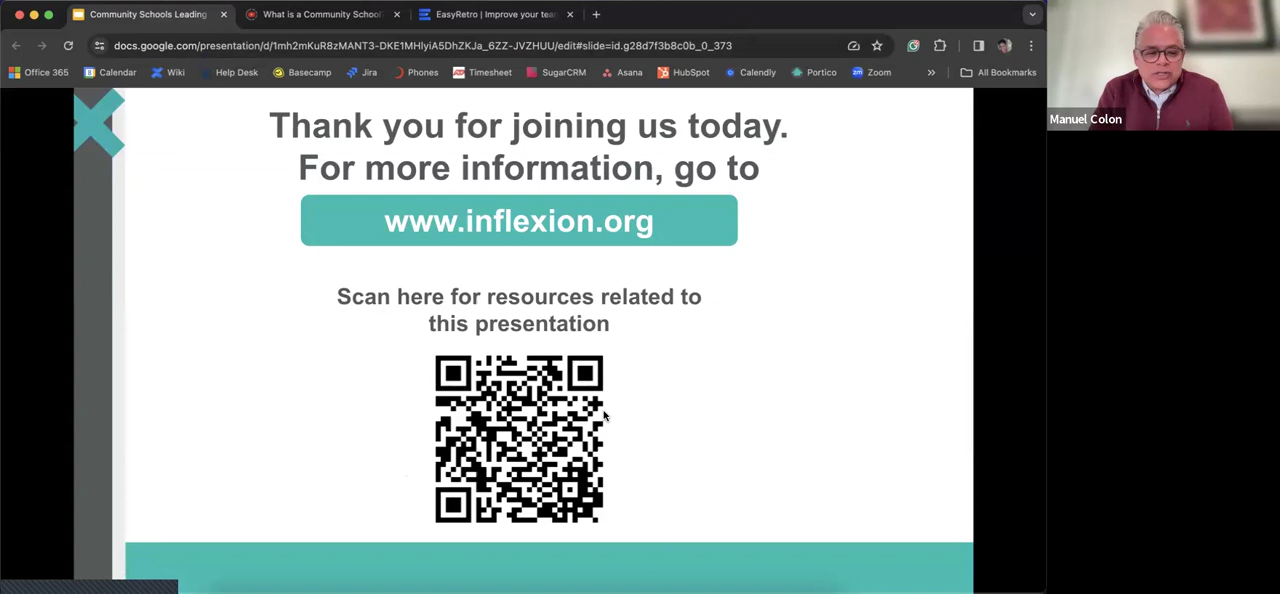 Community Schools Leading
What is a Community School?
EasyRetro | Improve your tear
docs.google.com/presentation/d/1mh2mKuR8zMANT3-DKE1MHlyiA5DhZKJa_6ZZ-JVZHUU/edit#slide=id.g28d7f3b8c0b_0_373
Office 365
Calendar
Wiki
Help Desk
Basecamp
Jira
Phones
Timesheet
SugarCRM
Asana
HubSpot
Calendly
Portico
Zoom
All Bookmarks
Thank you for joining us today.
For more information, go to
www.inflexion.org
Scan here for resources related to
this presentation
Manuel Colon